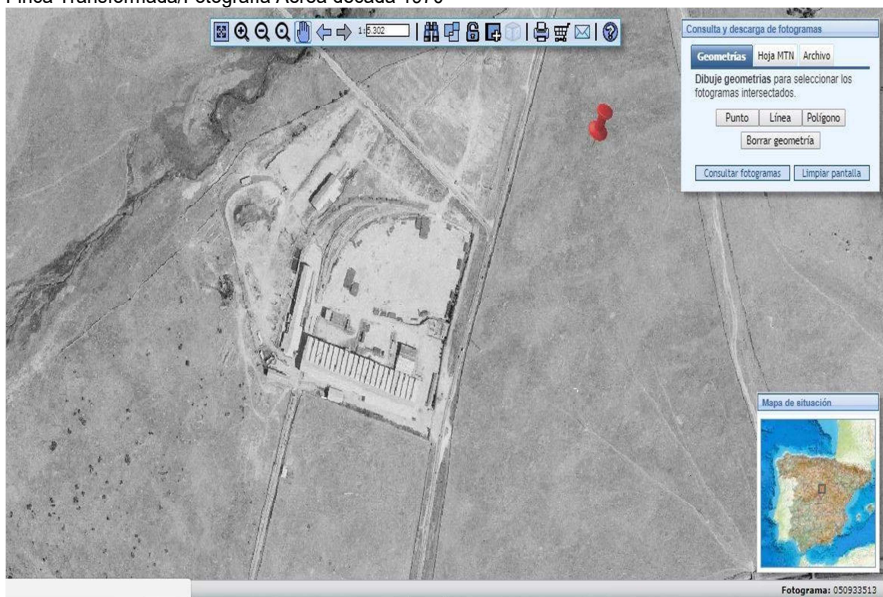 Finca Transformada/Fotografía Aérea década 1970
1: 5.302
Consulta y descarga de fotogramas
Geometrías Hoja MTN Archivo
Dibuje geometrías para seleccionar los
fotogramas intersectados.
Punto Línea Polígono
Borrar geometría
Consultar fotogramas Limpiar pantalla
Mapa de situación
Fotograma: 050933513